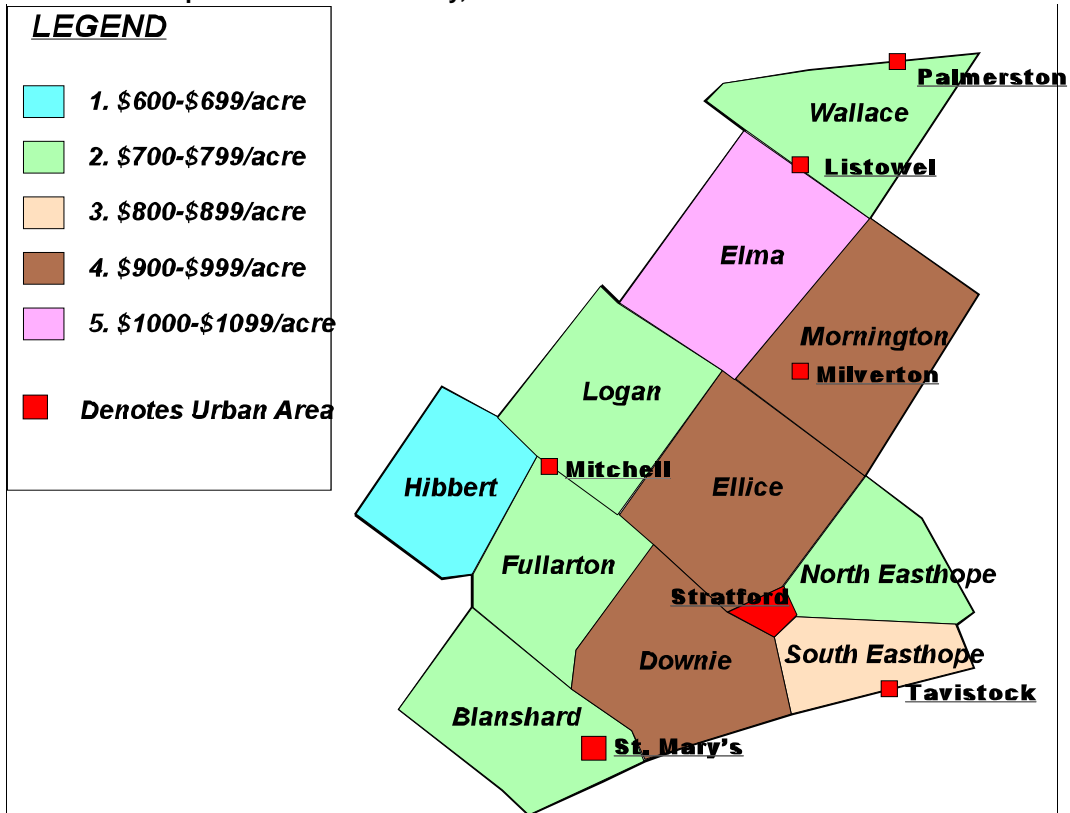 LEGEND
1. $600-$699/acre
2. $700-$799/acre
3. $800-$899/acre
4. $900-$999/acre
5. $1000-$1099/acre
Denotes Urban Area
Palmerston
Wallace
Listowel
Elma
Mornington
Milverton
Logan
Mitchell
Hibbert
Ellice
Fullarton
North Easthope
Stratford
Downie
South Easthope
Tavistock
Blanshard
St. Mary's